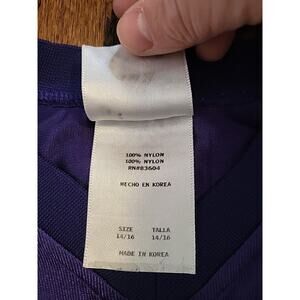 100% NYLON
100% NYLON
RN#83604
HECHO EN KOREA
SIZE TALLA
14/16 14/16
MADE IN KOREA